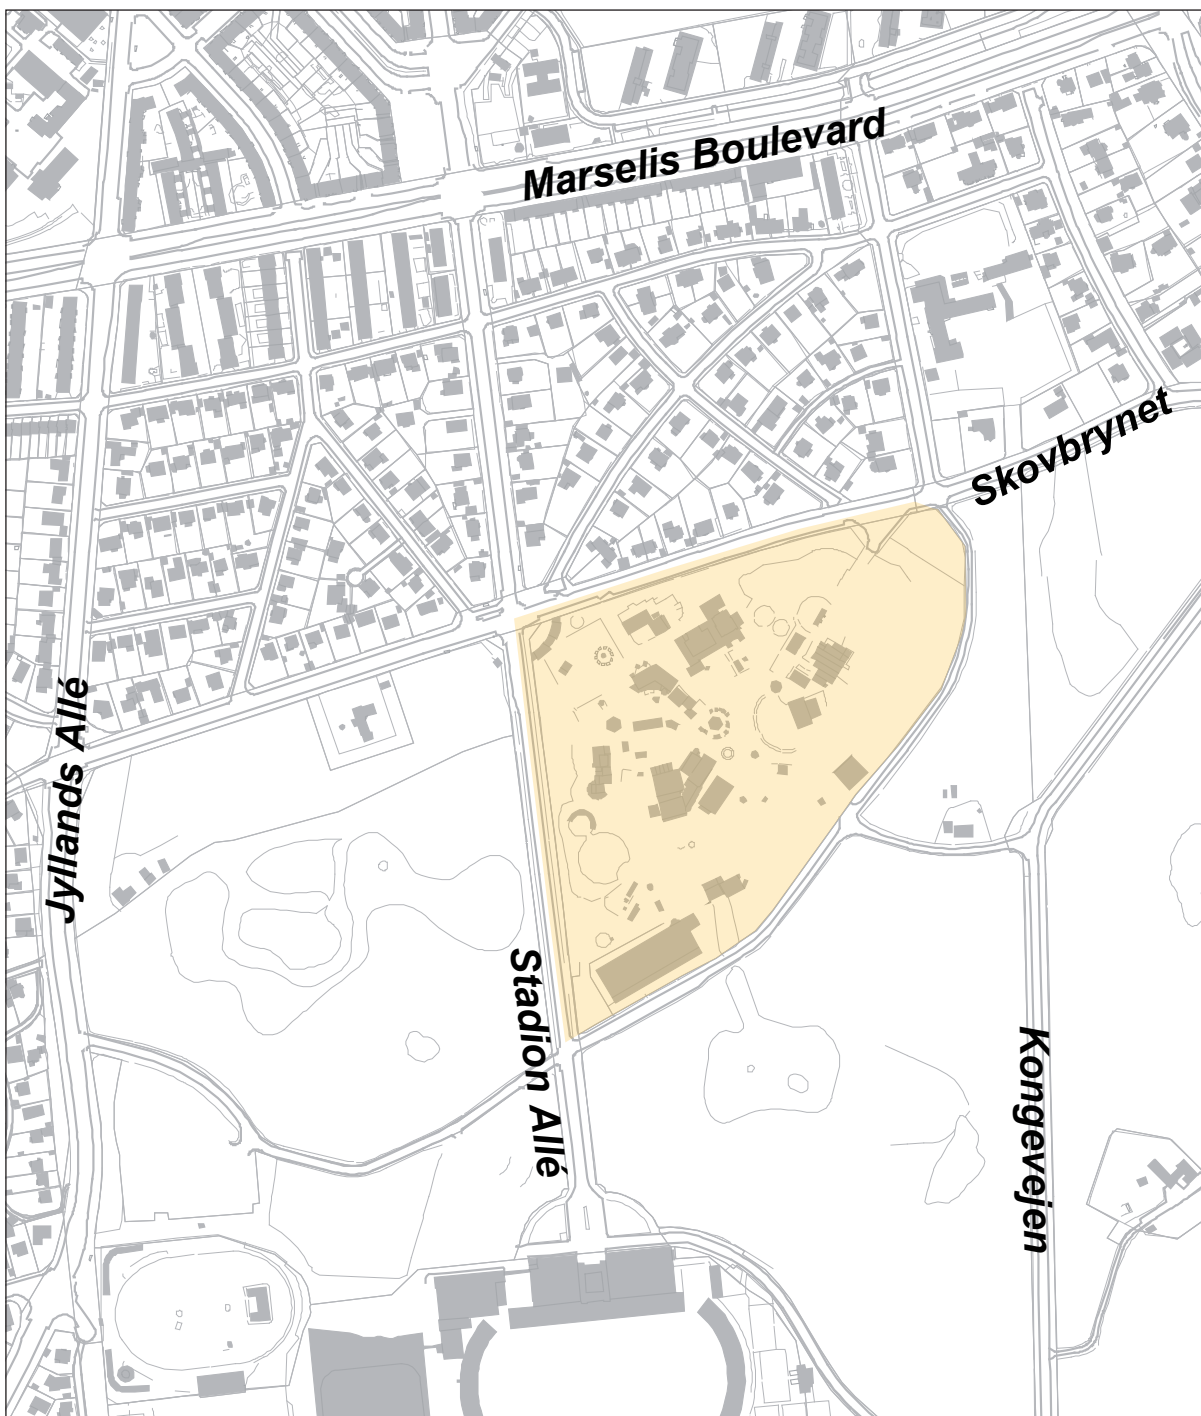 Marselis Boulevard
Skovbrynet
Jyllands Allé
Stadion Allé
Kongevejen